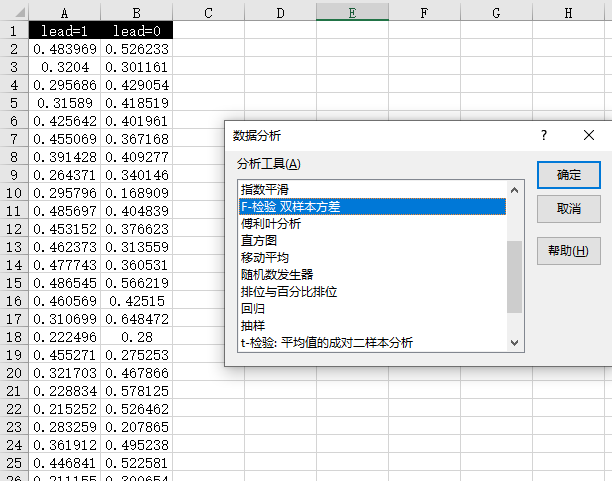 A B C D E F G H
1 lead=1 lead=0
2 0.483969 0.526233
3 0.3204 0.301161
4 0.295686 0.429054
5 0.31589 0.418519
6 0.425642 0.401961
7 0.455069 0.367168
8 0.391428 0.409277
9 0.264371 0.340146
10 0.295796 0.168909
11 0.485697 0.404839
12 0.453152 0.376623
13 0.462373 0.313559
14 0.477743 0.360531
15 0.486545 0.566219
16 0.460569 0.42515
17 0.310699 0.648472
18 0.222496 0.28
19 0.455271 0.275253
20 0.321703 0.467866
21 0.228834 0.578125
22 0.215252 0.526462
23 0.283259 0.207865
24 0.361912 0.495238
25 0.446841 0.522581
26 0.211155 0.300654
数据分析 ?
分析工具(A)
指数平滑
F-检验 双样本方差
傅利叶分析
直方图
移动平均
随机数发生器
排位与百分比排位
回归
抽样
t-检验: 平均值的成对二样本分析
确定
取消
帮助(H)